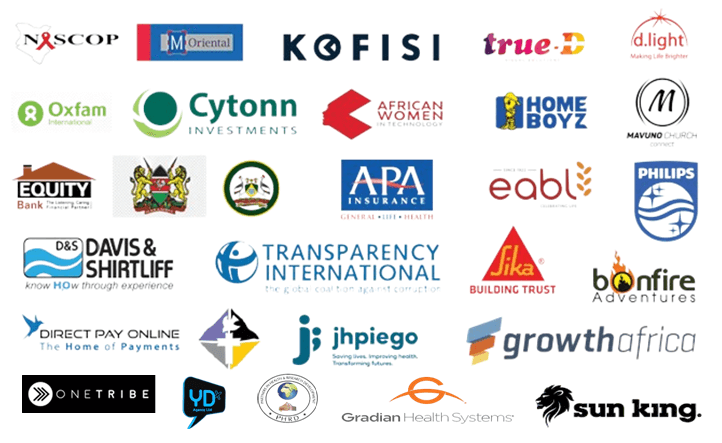 NASCOP
M Oriental
KOFISI
true-D
d.light
Making Life Brighter
Oxfam
International
Cytonn
INVESTMENTS
AFRICAN
WOMEN
IN TECHNOLOGY
HOME
BOYZ
M
MAVUNO CHURCH
connect
EQUITY
Bank
The Listening, Caring
Financial Partner
APA
INSURANCE
GENERAL • LIFE • HEALTH
eabl
PHILIPS
D&S
DAVIS &
SHIRTLIFF
know HOw through experience
TRANSPARENCY
INTERNATIONAL
the global coalition against corruption
Sika®
BUILDING TRUST
bonfire
Adventures
DIRECT PAY ONLINE
The Home of Payments
jhpiego
Saving lives. Improving health.
Transforming futures.
growthafrica
ONETRIBE
YD
Agency Ltd
PHRD
Gradian Health Systems
sun king.